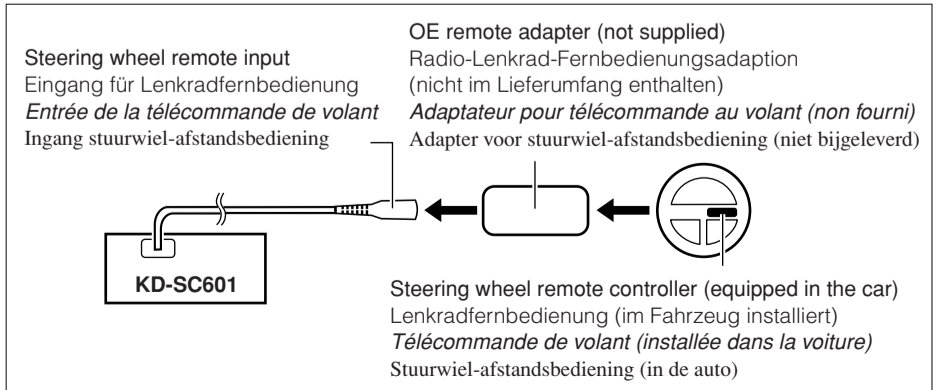 Steering wheel remote input
Eingang für Lenkradfernbedienung
Entrée de la télécommande de volant
Ingang stuurwiel-afstandsbediening
OE remote adapter (not supplied)
Radio-Lenkrad-Fernbedienungsadaption
(nicht im Lieferumfang enthalten)
Adaptateur pour télécommande au volant (non fourni)
Adapter voor stuurwiel-afstandsbediening (niet bijgeleverd)
KD-SC601
Steering wheel remote controller (equipped in the car)
Lenkradfernbedienung (im Fahrzeug installiert)
Télécommande de volant (installée dans la voiture)
Stuurwiel-afstandsbediening (in de auto)